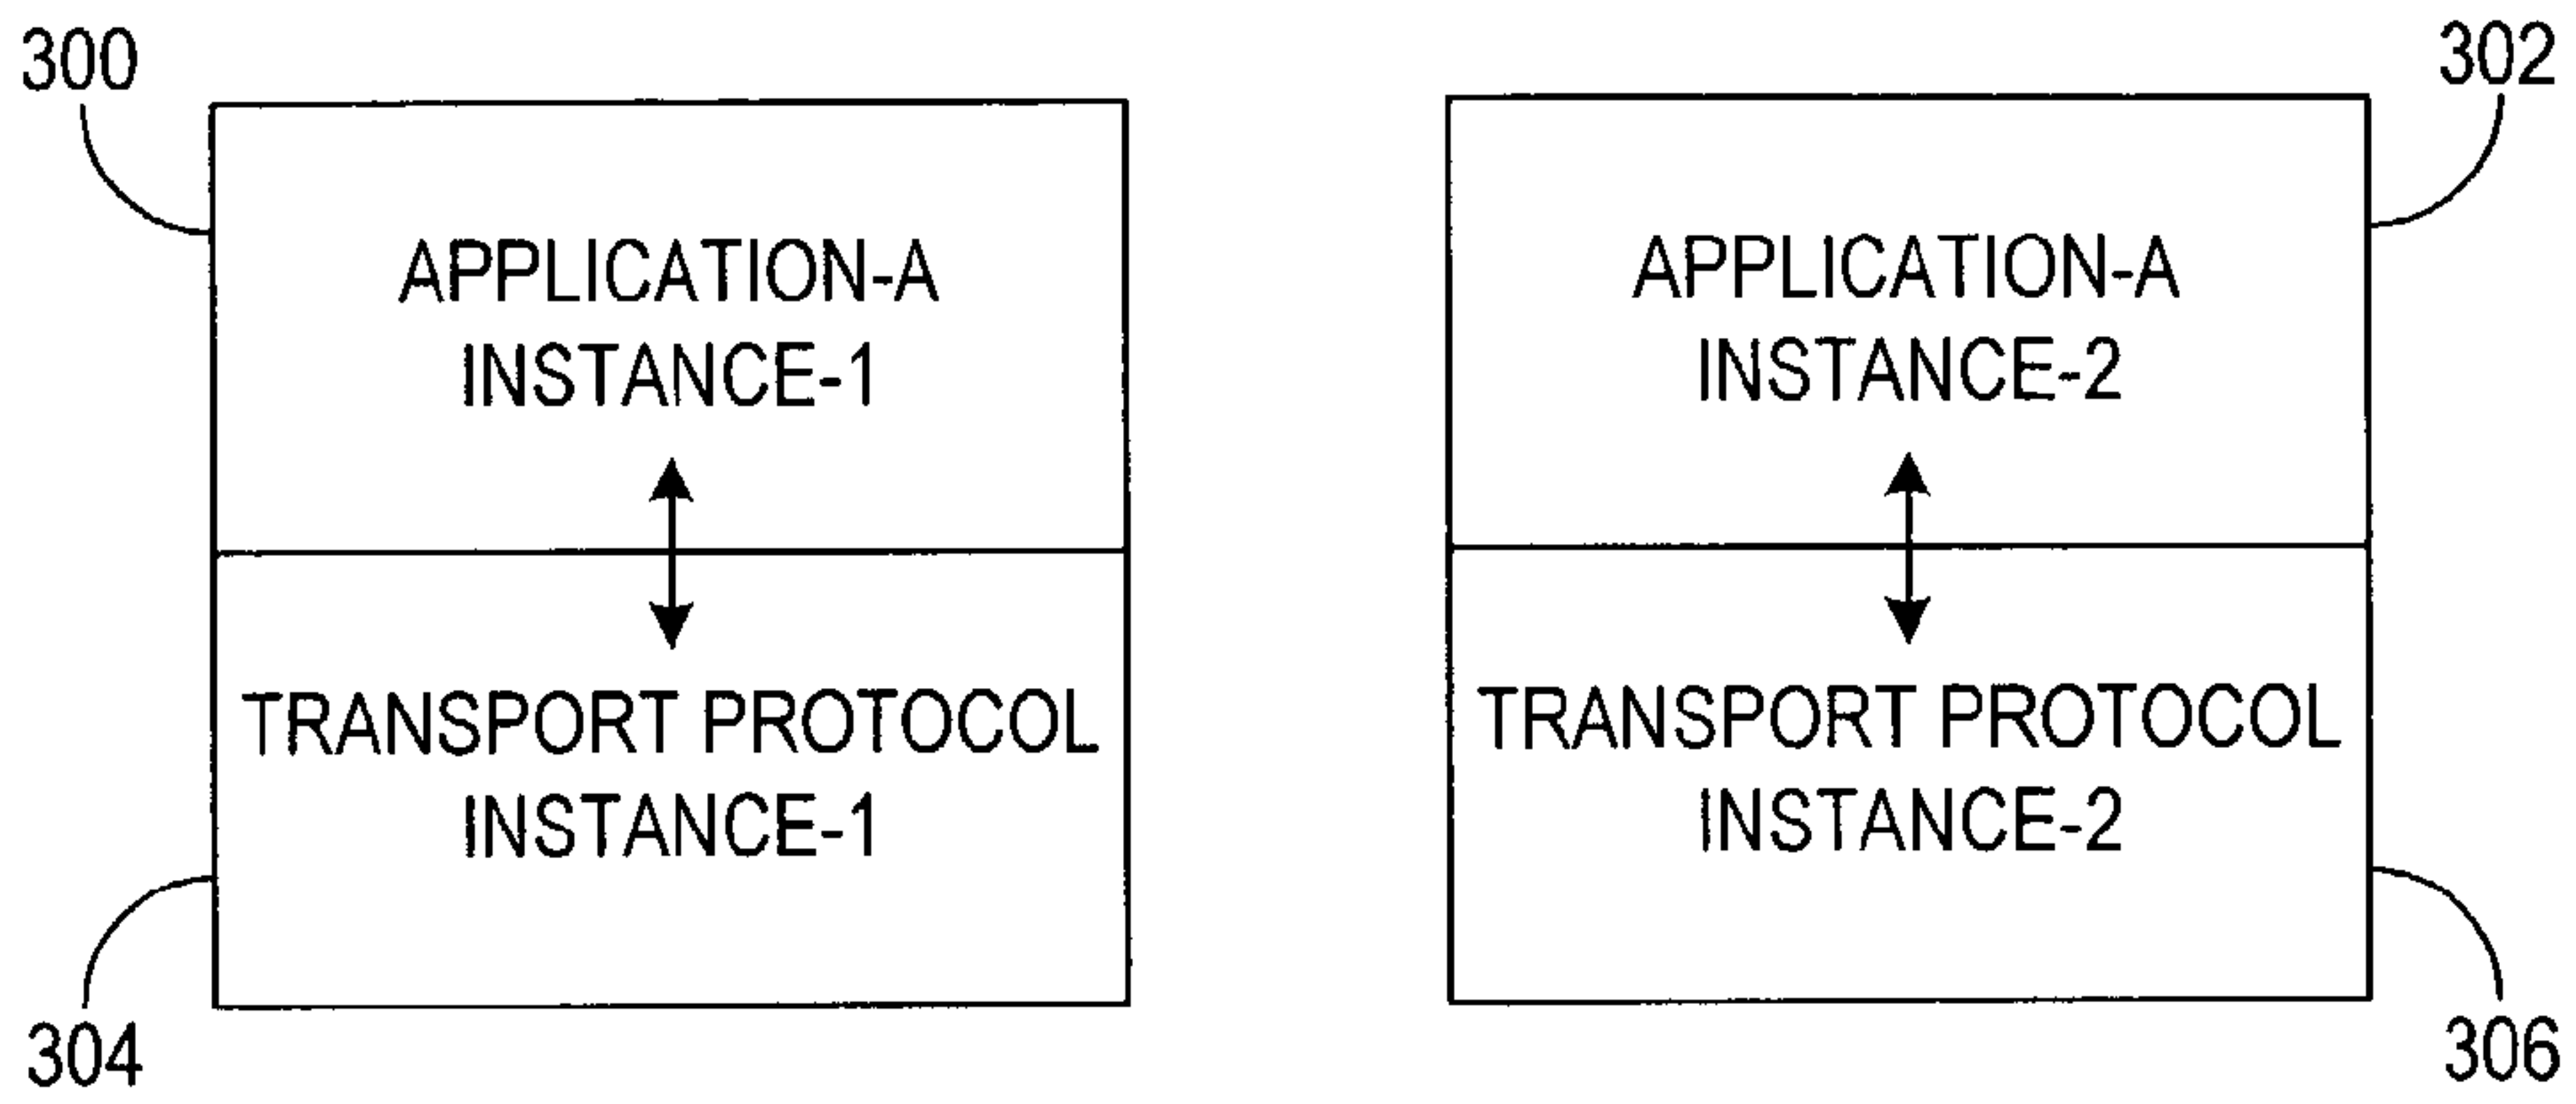 300
302
APPLICATION-A
INSTANCE-1
APPLICATION-A
INSTANCE-2
TRANSPORT PROTOCOL
INSTANCE-1
TRANSPORT PROTOCOL
INSTANCE-2
304
306